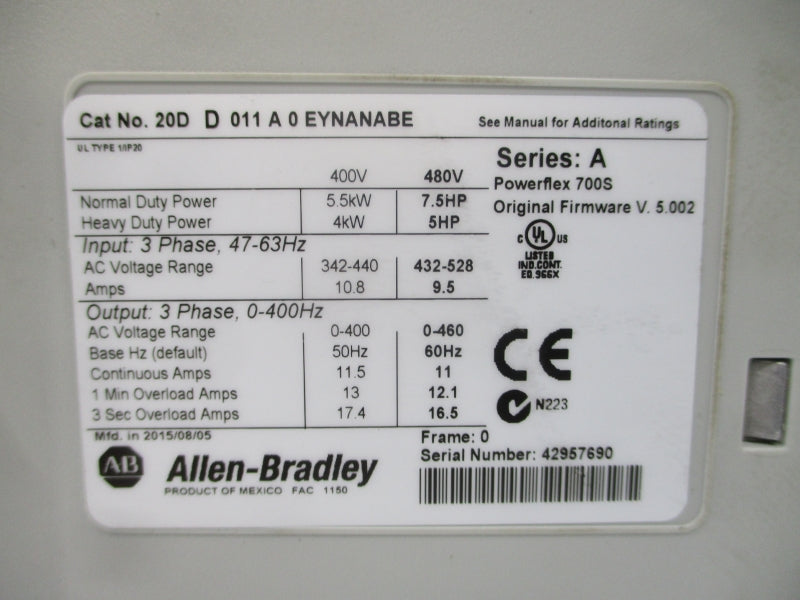 Cat No. 20D D 011 A 0 EYNANABE See Manual for Additonal Ratings
UL TYPE 1/IP20
400V 480V
Series: A
Powerflex 700S
Original Firmware V. 5.002
Normal Duty Power 5.5kW 7.5HP
Heavy Duty Power 4kW 5HP
C UL US
LISTED
IND.CONT.
EQ.966X
Input: 3 Phase, 47-63Hz
AC Voltage Range 342-440 432-528
Amps 10.8 9.5
Output: 3 Phase, 0-400Hz
AC Voltage Range 0-400 0-460
Base Hz (default) 50Hz 60Hz
Continuous Amps 11.5 11
1 Min Overload Amps 13 12.1
3 Sec Overload Amps 17.4 16.5
CE
N223
Mfd. in 2015/08/05
Frame: 0
Serial Number: 42957690
AB Allen-Bradley
PRODUCT OF MEXICO FAC 1150